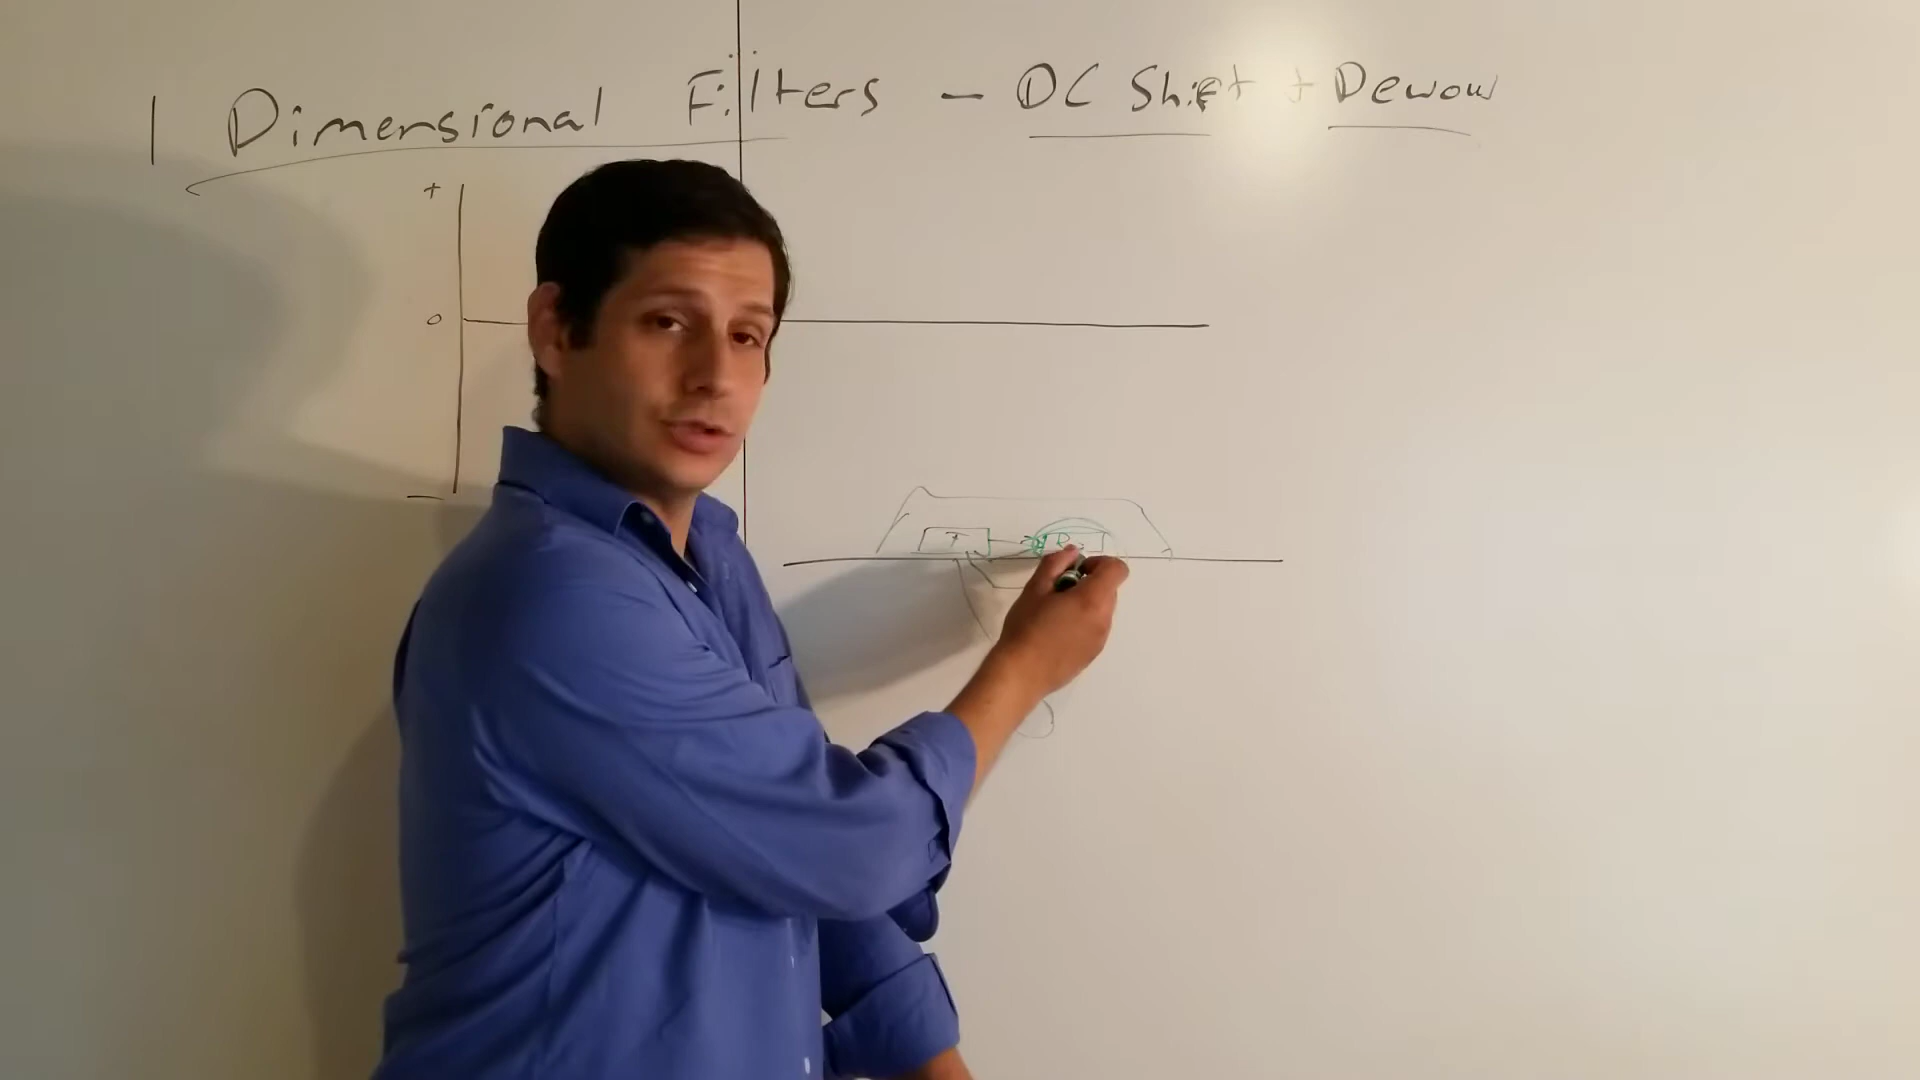 1 Dimensional Filters - DC Shift + Dewow
+
0
-
T
R